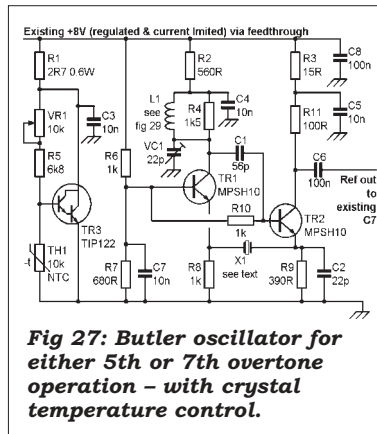 Existing +8V (regulated & current lmited) via feedthrough
R1
2R7 0.6W
VR1
10k
C3
10n
R5
6k8
TR3
TIP122
TH1
10k
NTC
-t
R6
1k
R7
680R
C7
10n
R2
560R
L1
see
fig 29
R4
1k5
C4
10n
VC1
22p
C1
56p
TR1
MPSH10
R10
1k
R8
1k
X1
see text
R3
15R
C8
100n
R11
100R
C5
10n
C6
100n
Ref out
to
existing
C7
TR2
MPSH10
R9
390R
C2
22p
Fig 27: Butler oscillator for
either 5th or 7th overtone
operation – with crystal
temperature control.